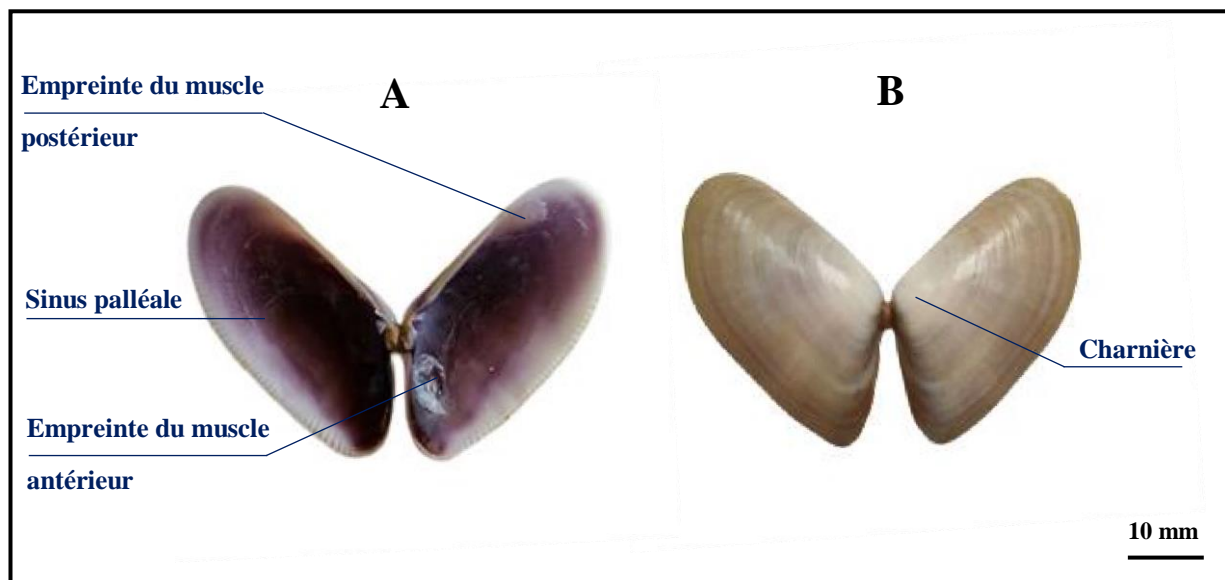 A
B
Empreinte du muscle
postérieur
Sinus palléale
Charnière
Empreinte du muscle
antérieur
10 mm